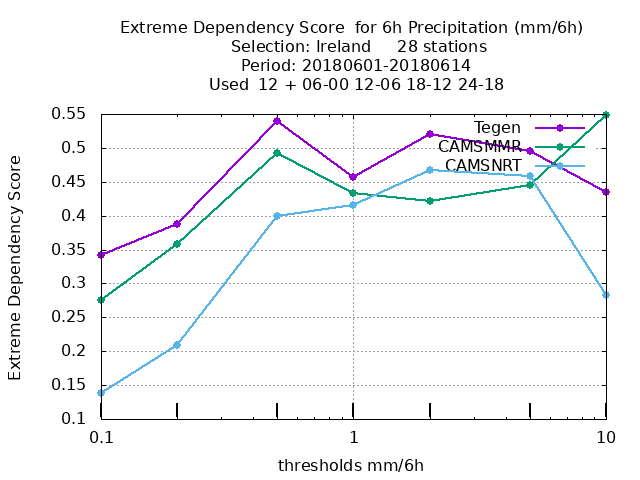 Extreme Dependency Score  for 6h Precipitation (mm/6h)
Selection: Ireland     28 stations
Period: 20180601-20180614
Used  12 + 06-00 12-06 18-12 24-18
Tegen
CAMSMMR
CAMSNRT
Extreme Dependency Score
0.55
0.5
0.45
0.4
0.35
0.3
0.25
0.2
0.15
0.1
0.1 1 10
thresholds mm/6h